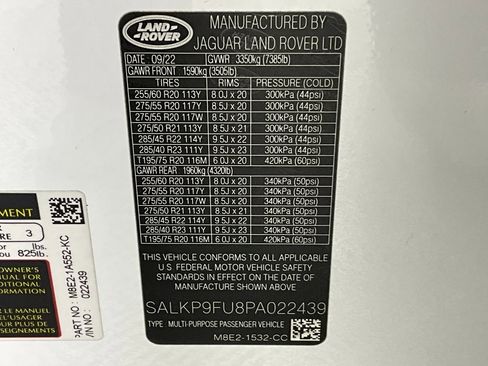 LAND-
-ROVER
MANUFACTURED BY
JAGUAR LAND ROVER LTD
DATE 09/22 GVWR 3350kg (7385lb)
GAWR FRONT 1590kg (3505lb)
TIRES RIMS PRESSURE (COLD)
255/60 R20 113Y 8.0J x 20 300kPa (44psi)
275/55 R20 117Y 8.0J x 20 300kPa (44psi)
275/55 R20 117W 8.0J x 20 300kPa (44psi)
275/50 R21 113Y 8.5J x 21 300kPa (44psi)
285/45 R22 114Y 9.5J x 22 300kPa (44psi)
285/40 R23 111Y 9.5J x 23 300kPa (44psi)
T195/75 R20 116M 6.0J x 20 420kPa (60psi)
GAWR REAR 1960kg (4320lb)
255/60 R20 113Y 8.0J x 20 340kPa (50psi)
275/55 R20 117Y 8.0J x 20 340kPa (50psi)
275/55 R20 117W 8.0J x 20 340kPa (50psi)
275/50 R21 113Y 8.5J x 21 340kPa (50psi)
285/45 R22 114Y 9.5J x 22 340kPa (50psi)
285/40 R23 111Y 9.5J x 23 340kPa (50psi)
T195/75 R20 116M 6.0J x 20 420kPa (60psi)
THIS VEHICLE CONFORMS TO ALL APPLICABLE
U.S. FEDERAL MOTOR VEHICLE SAFETY
STANDARDS IN EFFECT ON THE DATE OF
MANUFACTURE SHOWN ABOVE.
SALKP9FU8PA022439
TYPE: MULTI-PURPOSE PASSENGER VEHICLE
M8E2-1532-CC
EMENT
RE 3
or lbs.
825lb.
OWNER'S
MANUAL FOR
ADDITIONAL
INFORMATION
LE MANUEL
DE L'USAGER
POUR PLUS DE
RENSEIGNEMENTS
M8E2-1A552-KC
022439